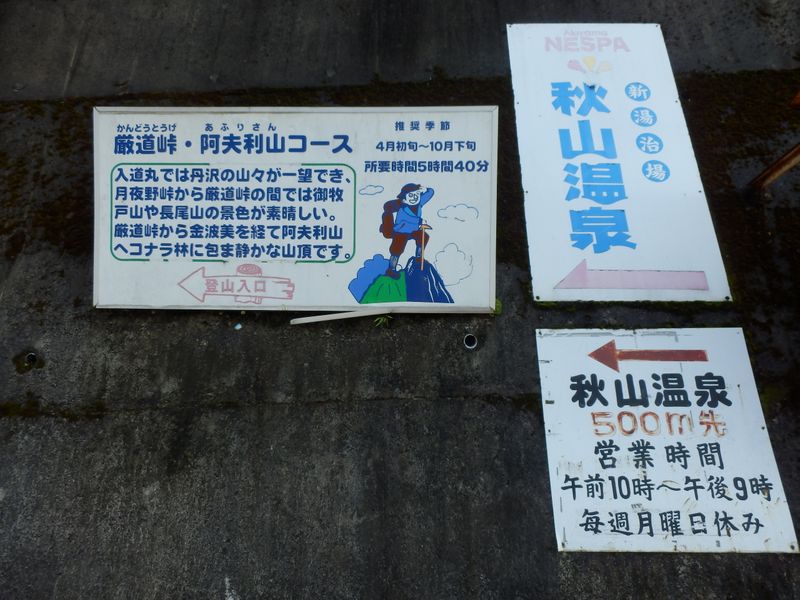 かんどうとうげ あふりさん
厳道峠・阿夫利山コース
推奨季節
4月初旬～10月下旬
所要時間5時間40分
入道丸では丹沢の山々が一望でき、
月夜野峠から厳道峠の間では御牧
戸山や長尾山の景色が素晴しい。
厳道峠から金波美を経て阿夫利山
へコナラ林に包ま静かな山頂です。
登山入口
Akiyama
NESPA
新湯治場
秋山温泉
秋山温泉
500m先
営業時間
午前10時～午後9時
毎週月曜日休み